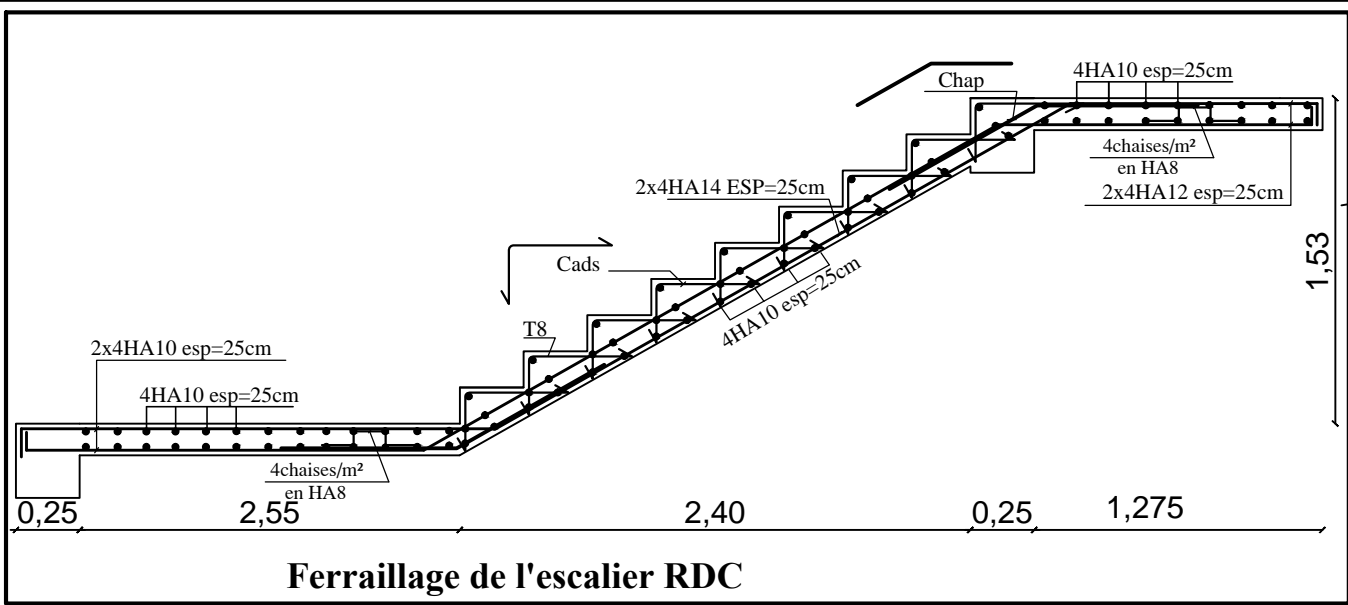 Chap
4HA10 esp=25cm
4chaises/m²
en HA8
2x4HA12 esp=25cm
2x4HA14 ESP=25cm
1,53
Cads
4HA10 esp=25cm
T8
2x4HA10 esp=25cm
4HA10 esp=25cm
4chaises/m²
en HA8
0,25 2,55 2,40 0,25 1,275
Ferraillage de l'escalier RDC